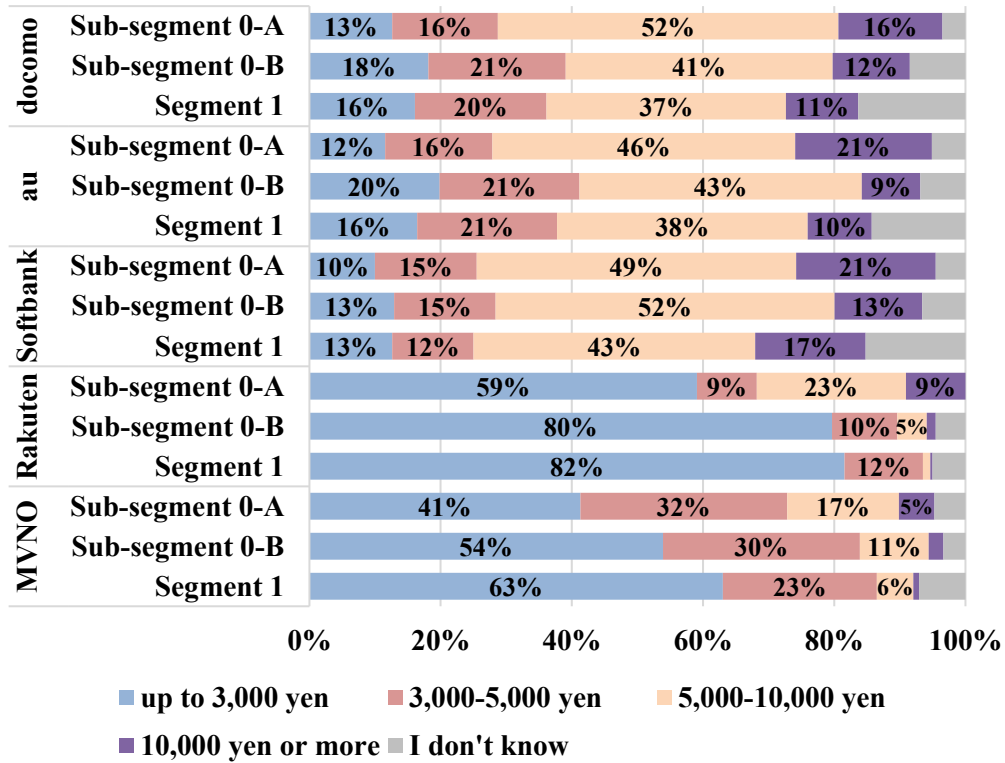 docomo
Sub-segment 0-A 13% 16% 52% 16%
Sub-segment 0-B 18% 21% 41% 12%
Segment 1 16% 20% 37% 11%
au
Sub-segment 0-A 12% 16% 46% 21%
Sub-segment 0-B 20% 21% 43% 9%
Segment 1 16% 21% 38% 10%
Softbank
Sub-segment 0-A 10% 15% 49% 21%
Sub-segment 0-B 13% 15% 52% 13%
Segment 1 13% 12% 43% 17%
Rakuten
Sub-segment 0-A 59% 9% 23% 9%
Sub-segment 0-B 80% 10% 5%
Segment 1 82% 12%
MVNO
Sub-segment 0-A 41% 32% 17% 5%
Sub-segment 0-B 54% 30% 11%
Segment 1 63% 23% 6%
0% 20% 40% 60% 80% 100%
up to 3,000 yen 3,000-5,000 yen 5,000-10,000 yen
10,000 yen or more I don't know